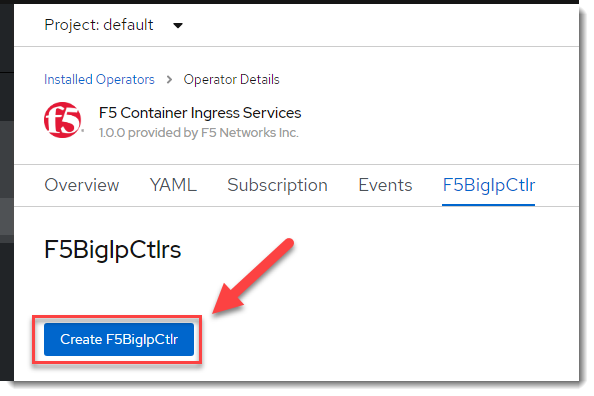 Project: default
Installed Operators > Operator Details
f5
F5 Container Ingress Services
1.0.0 provided by F5 Networks Inc.
Overview YAML Subscription Events F5BigIpCtlr
F5BigIpCtlrs
Create F5BigIpCtlr